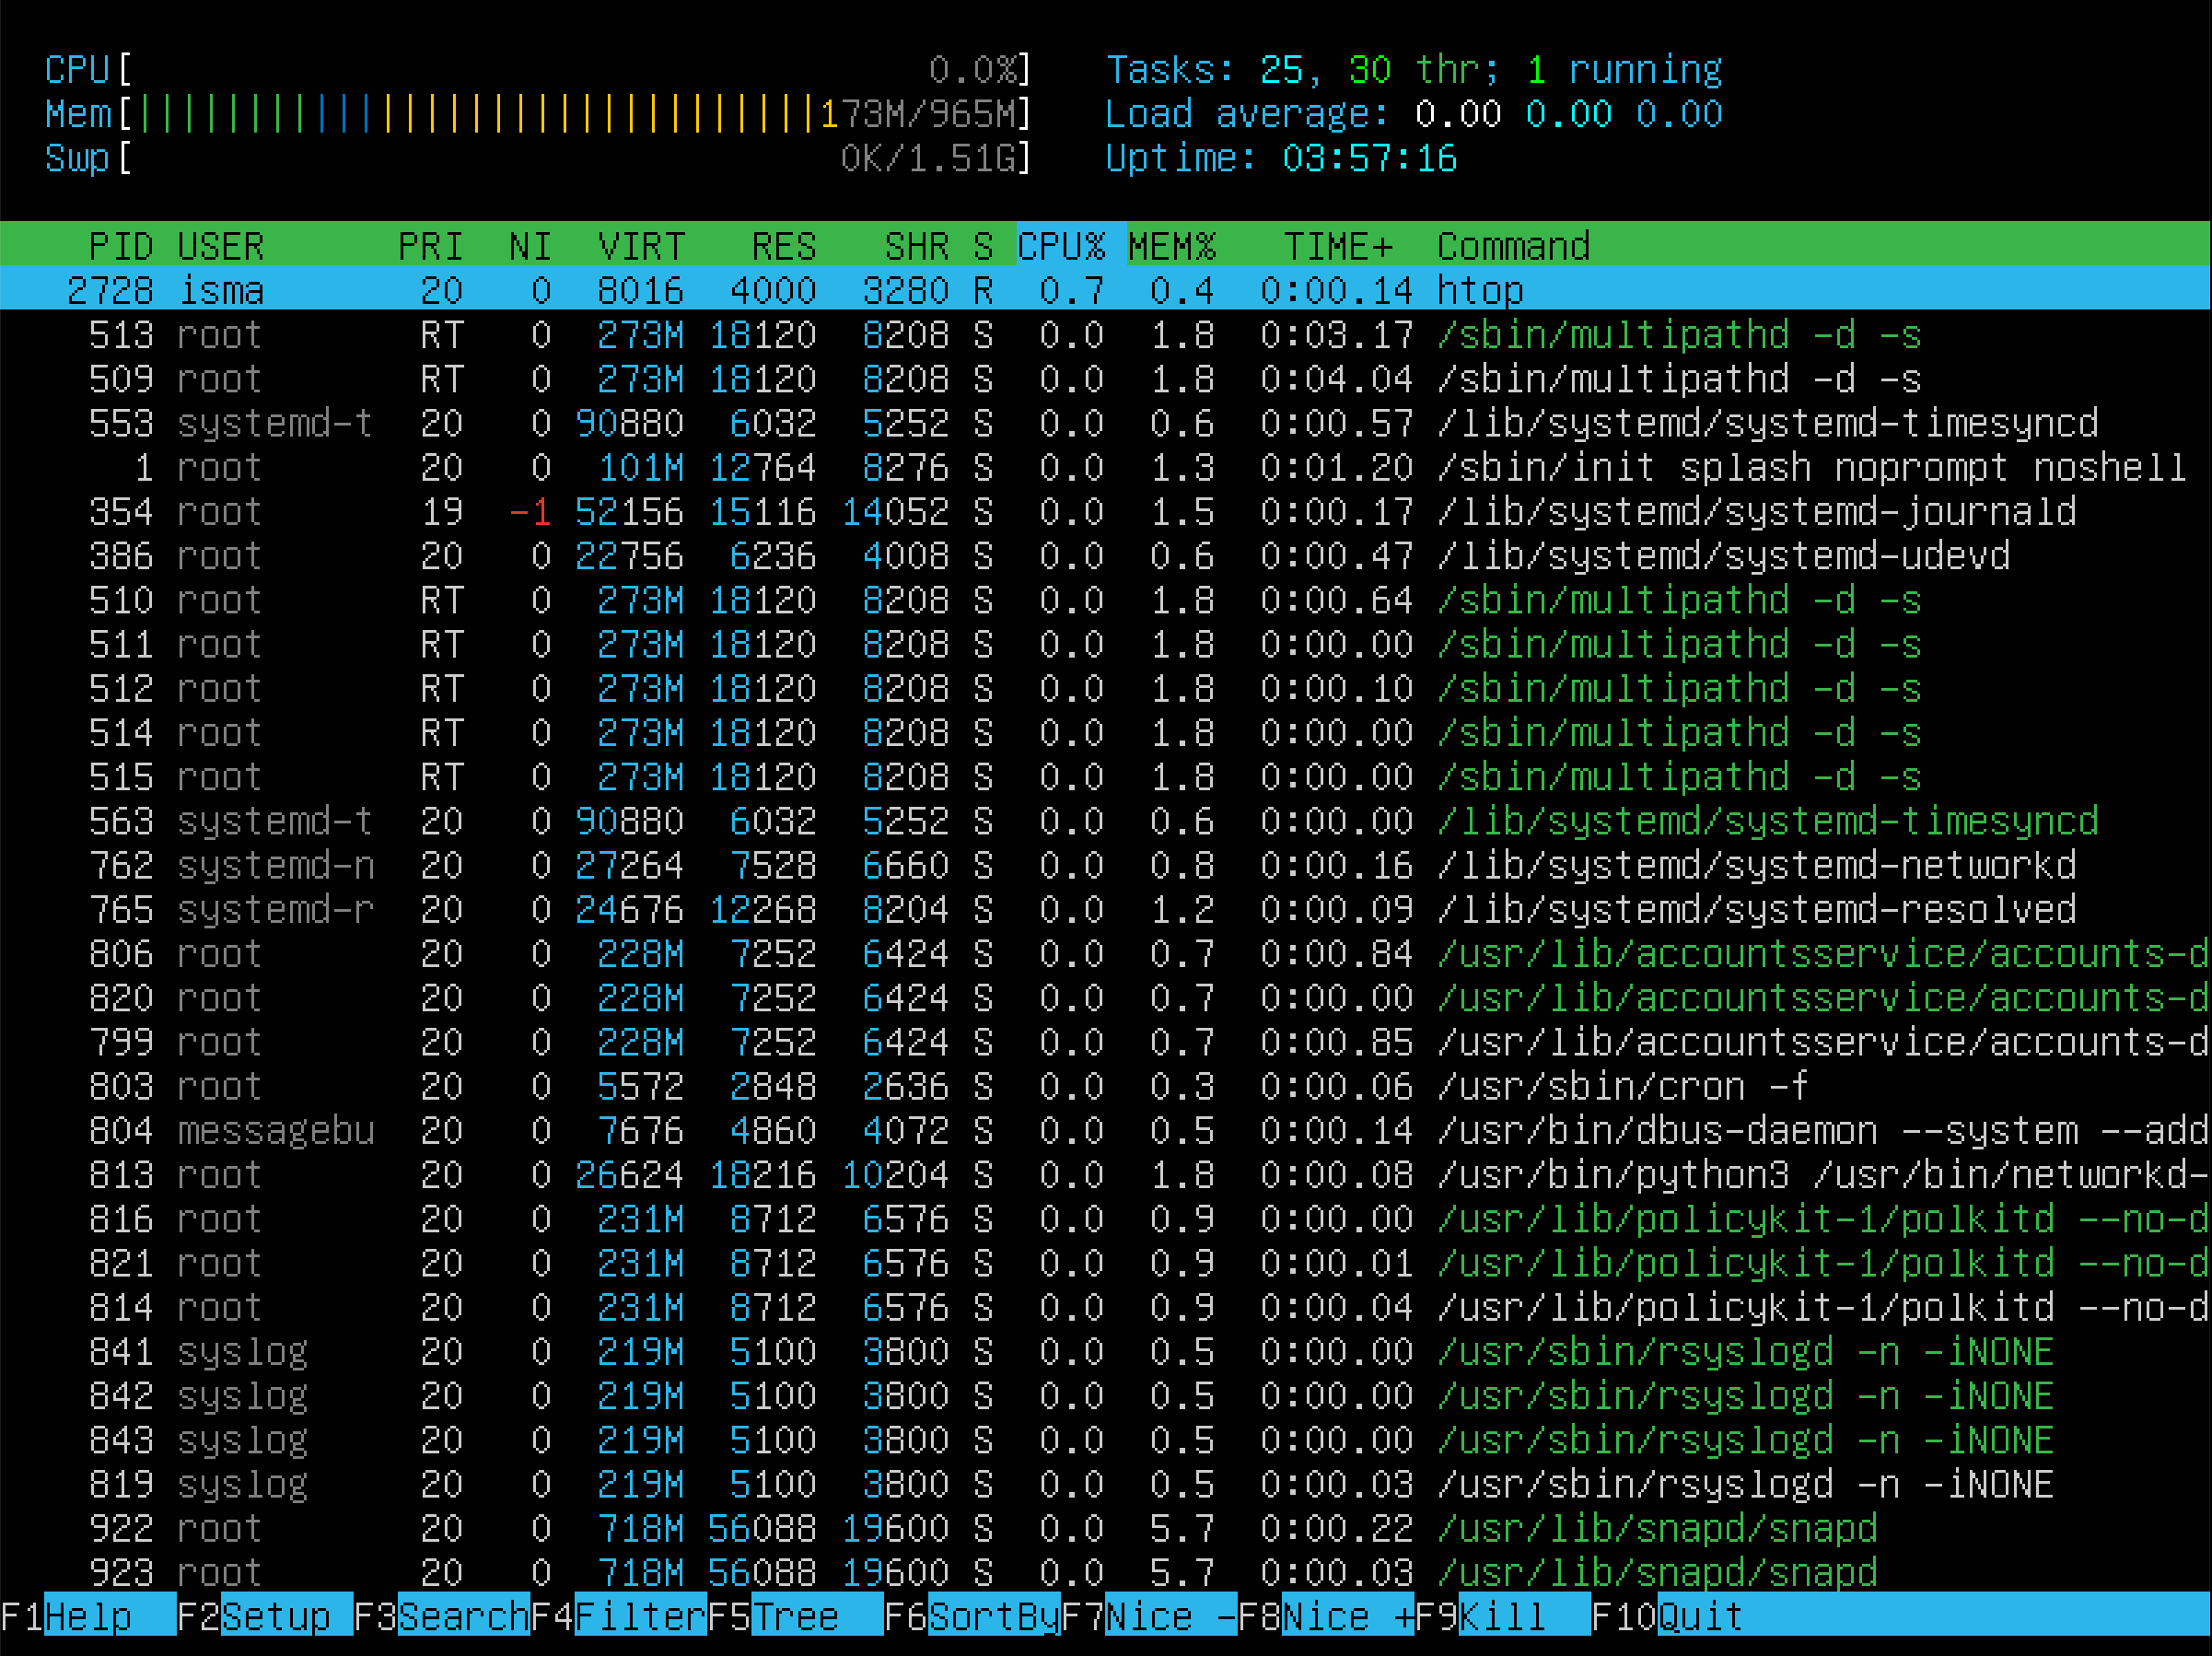 CPU[ 0.0%] Tasks: 25, 30 thr; 1 running
Mem[||||||||||||||||||||||||||||||||173M/965M] Load average: 0.00 0.00 0.00
Swp[ 0K/1.51G] Uptime: 03:57:16
PID USER PRI NI VIRT RES SHR S CPU% MEM% TIME+ Command
2728 isma 20 0 8016 4000 3280 R 0.7 0.4 0:00.14 htop
513 root RT 0 273M 18120 8208 S 0.0 1.8 0:03.17 /sbin/multipathd -d -s
509 root RT 0 273M 18120 8208 S 0.0 1.8 0:04.04 /sbin/multipathd -d -s
553 systemd-t 20 0 90880 6032 5252 S 0.0 0.6 0:00.57 /lib/systemd/systemd-timesyncd
1 root 20 0 101M 12764 8276 S 0.0 1.3 0:01.20 /sbin/init splash noprompt noshell
354 root 19 -1 52156 15116 14052 S 0.0 1.5 0:00.17 /lib/systemd/systemd-journald
386 root 20 0 22756 6236 4008 S 0.0 0.6 0:00.47 /lib/systemd/systemd-udevd
510 root RT 0 273M 18120 8208 S 0.0 1.8 0:00.64 /sbin/multipathd -d -s
511 root RT 0 273M 18120 8208 S 0.0 1.8 0:00.00 /sbin/multipathd -d -s
512 root RT 0 273M 18120 8208 S 0.0 1.8 0:00.10 /sbin/multipathd -d -s
514 root RT 0 273M 18120 8208 S 0.0 1.8 0:00.00 /sbin/multipathd -d -s
515 root RT 0 273M 18120 8208 S 0.0 1.8 0:00.00 /sbin/multipathd -d -s
563 systemd-t 20 0 90880 6032 5252 S 0.0 0.6 0:00.00 /lib/systemd/systemd-timesyncd
762 systemd-n 20 0 27264 7528 6660 S 0.0 0.8 0:00.16 /lib/systemd/systemd-networkd
765 systemd-r 20 0 24676 12268 8204 S 0.0 1.2 0:00.09 /lib/systemd/systemd-resolved
806 root 20 0 228M 7252 6424 S 0.0 0.7 0:00.84 /usr/lib/accountsservice/accounts-d
820 root 20 0 228M 7252 6424 S 0.0 0.7 0:00.00 /usr/lib/accountsservice/accounts-d
799 root 20 0 228M 7252 6424 S 0.0 0.7 0:00.85 /usr/lib/accountsservice/accounts-d
803 root 20 0 5572 2848 2636 S 0.0 0.3 0:00.06 /usr/sbin/cron -f
804 messagebu 20 0 7676 4860 4072 S 0.0 0.5 0:00.14 /usr/bin/dbus-daemon --system --add
813 root 20 0 26624 18216 10204 S 0.0 1.8 0:00.08 /usr/bin/python3 /usr/bin/networkd-
816 root 20 0 231M 8712 6576 S 0.0 0.9 0:00.00 /usr/lib/policykit-1/polkitd --no-d
821 root 20 0 231M 8712 6576 S 0.0 0.9 0:00.01 /usr/lib/policykit-1/polkitd --no-d
814 root 20 0 231M 8712 6576 S 0.0 0.9 0:00.04 /usr/lib/policykit-1/polkitd --no-d
841 syslog 20 0 219M 5100 3800 S 0.0 0.5 0:00.00 /usr/sbin/rsyslogd -n -iNONE
842 syslog 20 0 219M 5100 3800 S 0.0 0.5 0:00.00 /usr/sbin/rsyslogd -n -iNONE
843 syslog 20 0 219M 5100 3800 S 0.0 0.5 0:00.00 /usr/sbin/rsyslogd -n -iNONE
819 syslog 20 0 219M 5100 3800 S 0.0 0.5 0:00.03 /usr/sbin/rsyslogd -n -iNONE
922 root 20 0 718M 56088 19600 S 0.0 5.7 0:00.22 /usr/lib/snapd/snapd
923 root 20 0 718M 56088 19600 S 0.0 5.7 0:00.03 /usr/lib/snapd/snapd
F1Help F2Setup F3SearchF4FilterF5Tree F6SortByF7Nice -F8Nice +F9Kill F10Quit